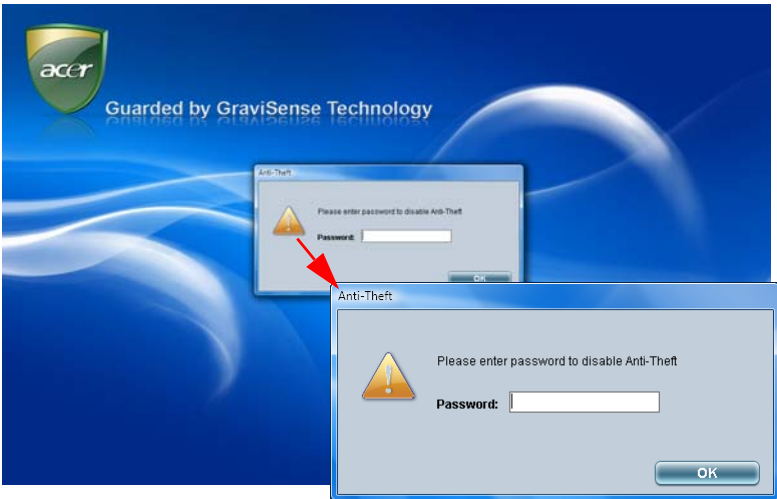 acer
Guarded by GraviSense Technology
Anti-Theft
Please enter password to disable Anti-Theft
Password:
OK
Anti-Theft
Please enter password to disable Anti-Theft
Password:
OK